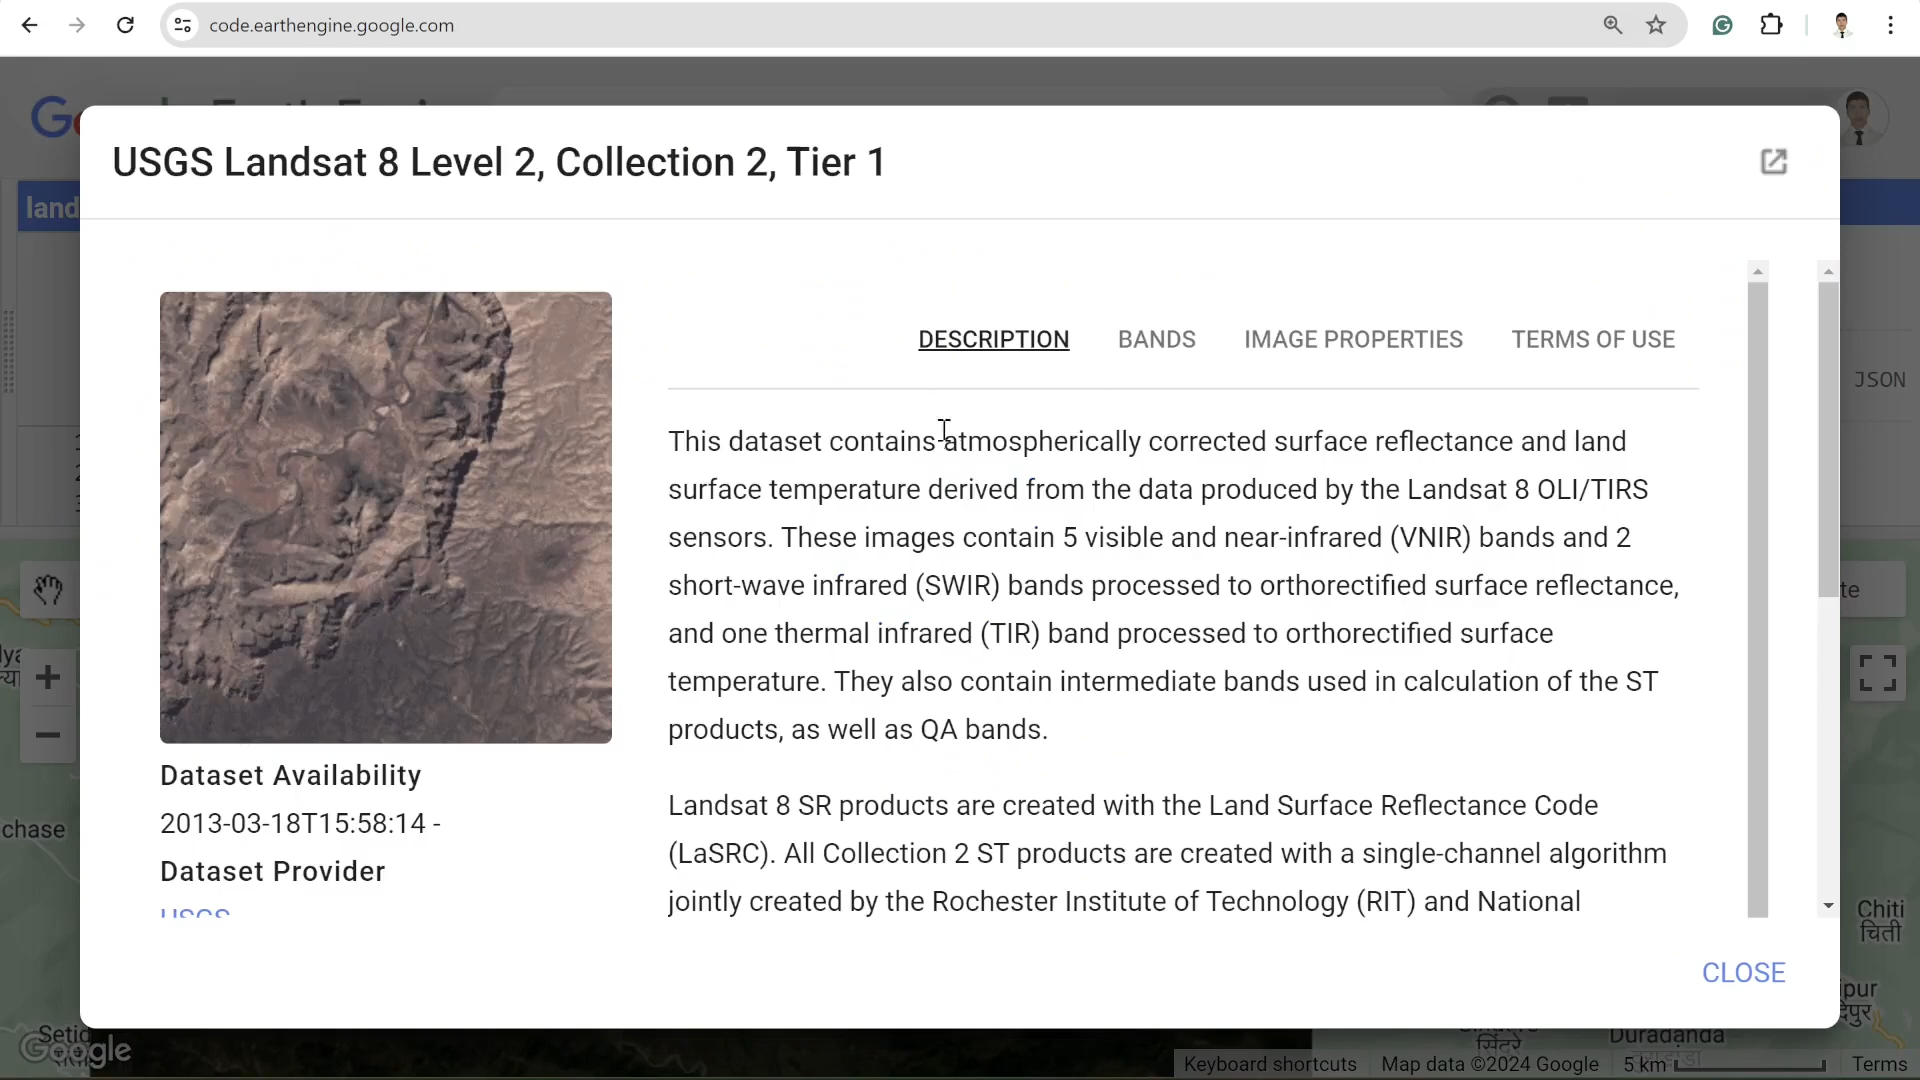 code.earthengine.google.com
USGS Landsat 8 Level 2, Collection 2, Tier 1
land
DESCRIPTION BANDS IMAGE PROPERTIES TERMS OF USE
JSON
This dataset contains atmospherically corrected surface reflectance and land
surface temperature derived from the data produced by the Landsat 8 OLI/TIRS
sensors. These images contain 5 visible and near-infrared (VNIR) bands and 2
short-wave infrared (SWIR) bands processed to orthorectified surface reflectance,
and one thermal infrared (TIR) band processed to orthorectified surface
temperature. They also contain intermediate bands used in calculation of the ST
products, as well as QA bands.
Landsat 8 SR products are created with the Land Surface Reflectance Code
(LaSRC). All Collection 2 ST products are created with a single-channel algorithm
jointly created by the Rochester Institute of Technology (RIT) and National
Dataset Availability
2013-03-18T15:58:14 -
Dataset Provider
USGS
CLOSE
te
chase
Chiti
चिती
ipur
Setid
Duradanda
Google
Keyboard shortcuts Map data ©2024 Google 5 km Terms